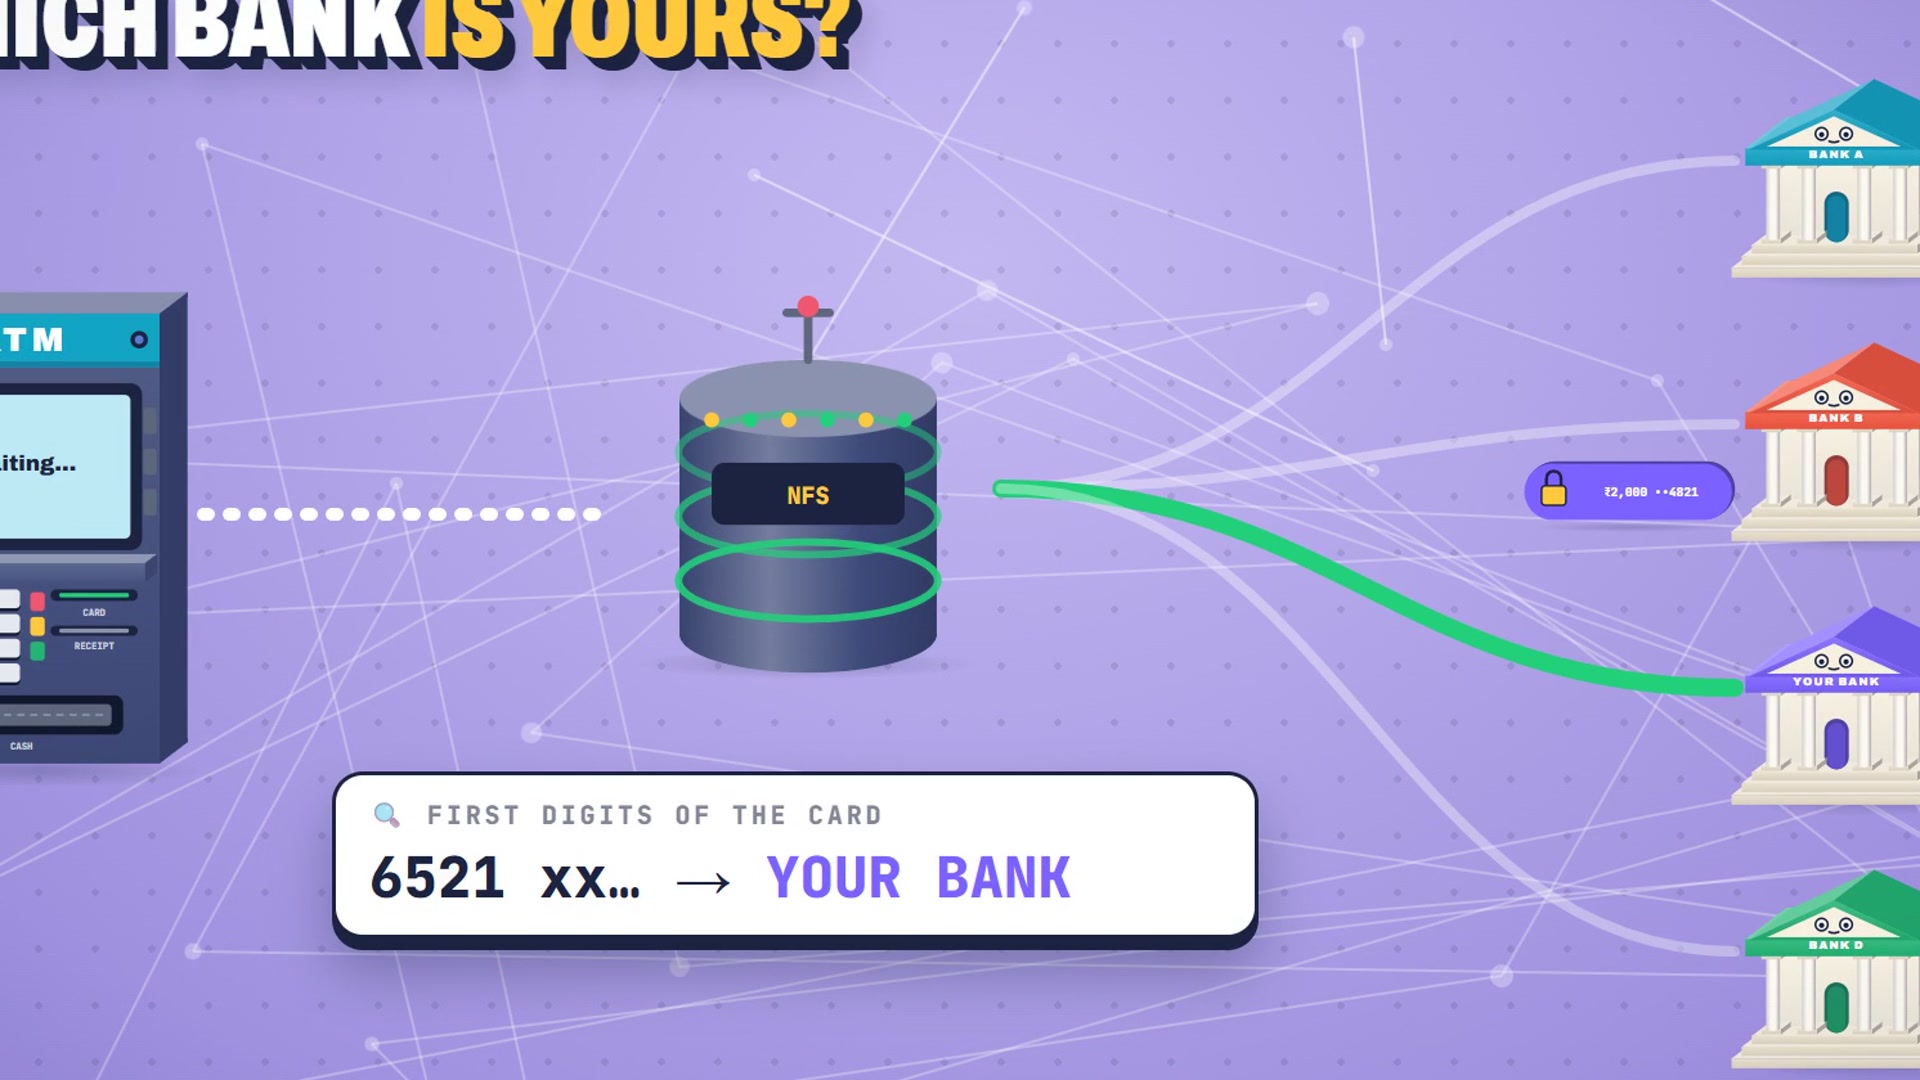 ICH BANK IS YOURS?
BANK A
TM
iting...
NFS
BANK B
₹2,000 ••4821
CARD
RECEIPT
CASH
YOUR BANK
🔍 FIRST DIGITS OF THE CARD
6521 xx… → YOUR BANK
BANK D